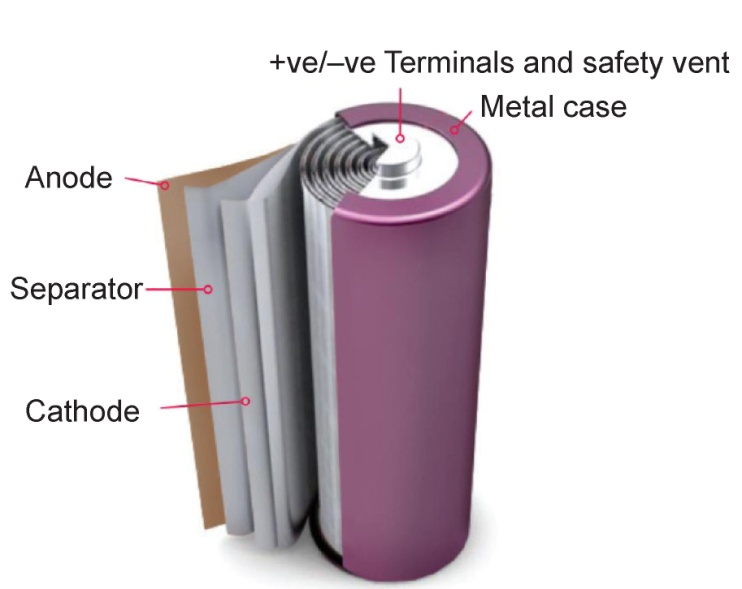 +ve/–ve Terminals and safety vent
Metal case
Anode
Separator
Cathode